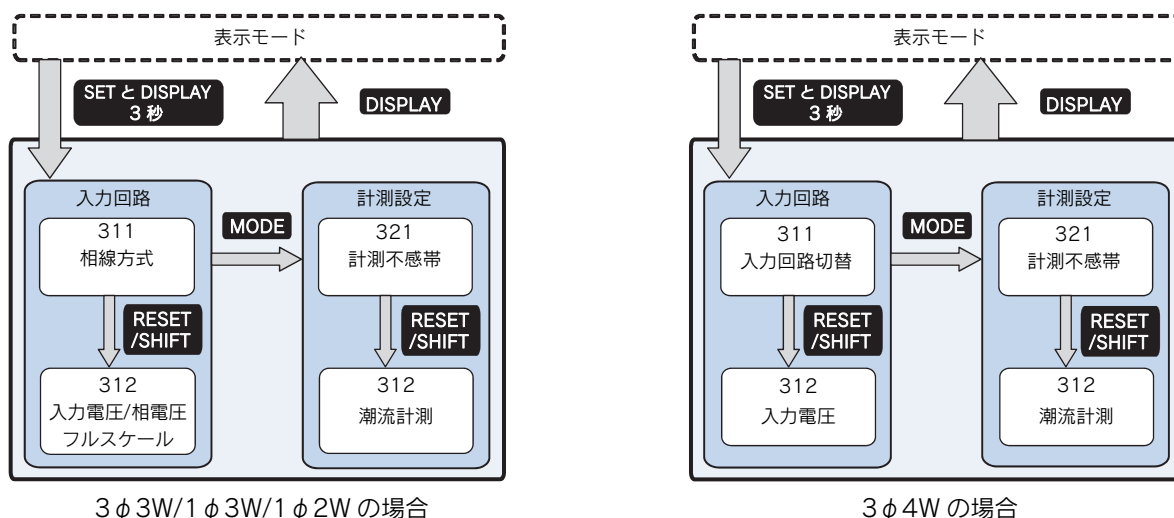 表示モード
SET と DISPLAY
3 秒
DISPLAY
入力回路
311
相線方式
MODE
計測設定
321
計測不感帯
RESET
/SHIFT
RESET
/SHIFT
312
入力電圧/相電圧
フルスケール
312
潮流計測
3φ3W/1φ3W/1φ2W の場合
表示モード
SET と DISPLAY
3 秒
DISPLAY
入力回路
311
入力回路切替
MODE
計測設定
321
計測不感帯
RESET
/SHIFT
RESET
/SHIFT
312
入力電圧
312
潮流計測
3φ4W の場合